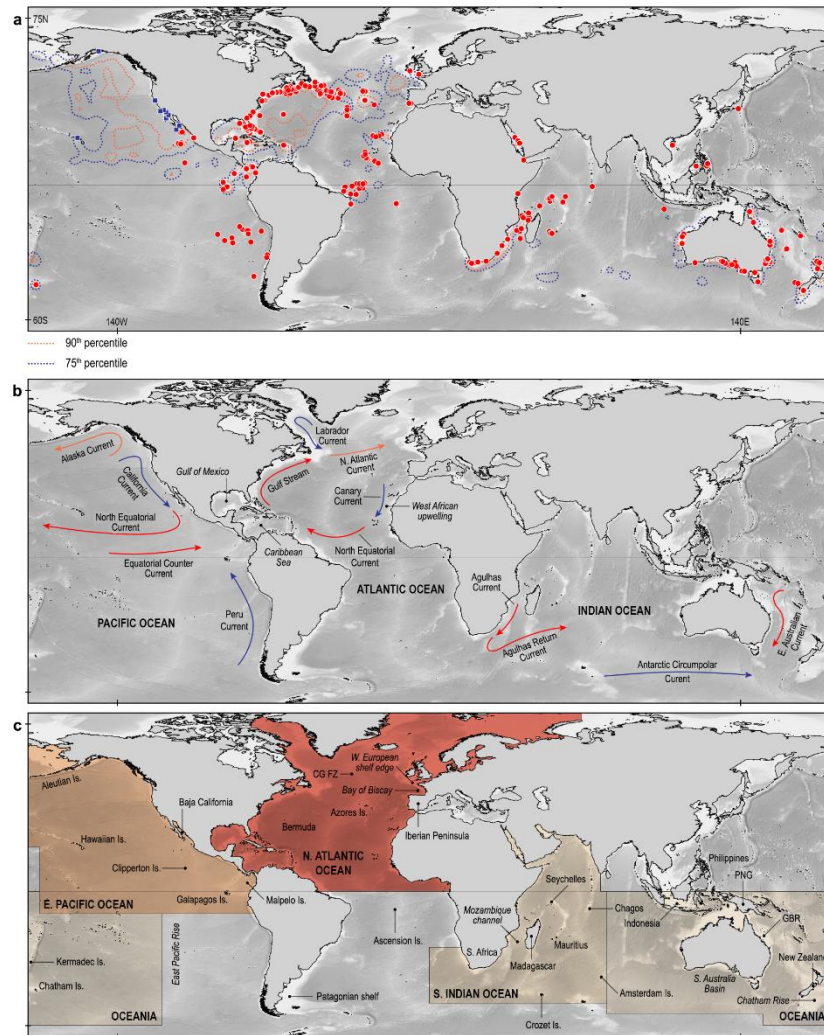 a
75N
60S
140W
140E
90th percentile
75th percentile
b
Labrador
Current
Alaska Current
California
Current
Gulf of Mexico
Gulf Stream
N. Atlantic
Current
Canary
Current
West African
upwelling
North Equatorial
Current
Caribbean
Sea
North Equatorial
Current
Equatorial Counter
Current
ATLANTIC OCEAN
Agulhas
Current
INDIAN OCEAN
PACIFIC OCEAN
Peru
Current
Agulhas Return
Current
E. Australian
Current
Antarctic Circumpolar
Curent
c
W. European
shelf edge
CG FZ
Aleutian Is.
Bay of Biscay
Baja California
Azores Is.
Bermuda
Iberian Peninsula
Hawaiian Is.
N. ATLANTIC
OCEAN
Philippines
Clipperton Is.
Seychelles
PNG
Galapagos Is.
Malpelo Is.
E. PACIFIC OCEAN
Chagos
Indonesia
East Pacific Rise
Mozambique
channel
GBR
Ascension Is.
Mauritius
S. Africa
New Zealand
Kermadec Is.
Madagascar
S. Australia
Basin
Chatham Is.
Patagonian shelf
S. INDIAN OCEAN
Amsterdam Is.
Chatham Rise
OCEANIA
Crozet Is.
OCEANIA